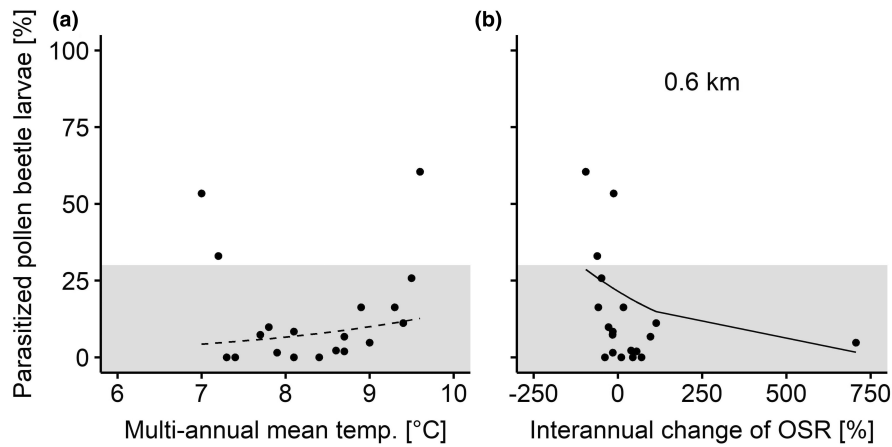 (a)
(b)
Parasitized pollen beetle larvae [%]
100
75
50
25
0
0.6 km
6 7 8 9 10
-250 0 250 500 750
Multi-annual mean temp. [°C]
Interannual change of OSR [%]